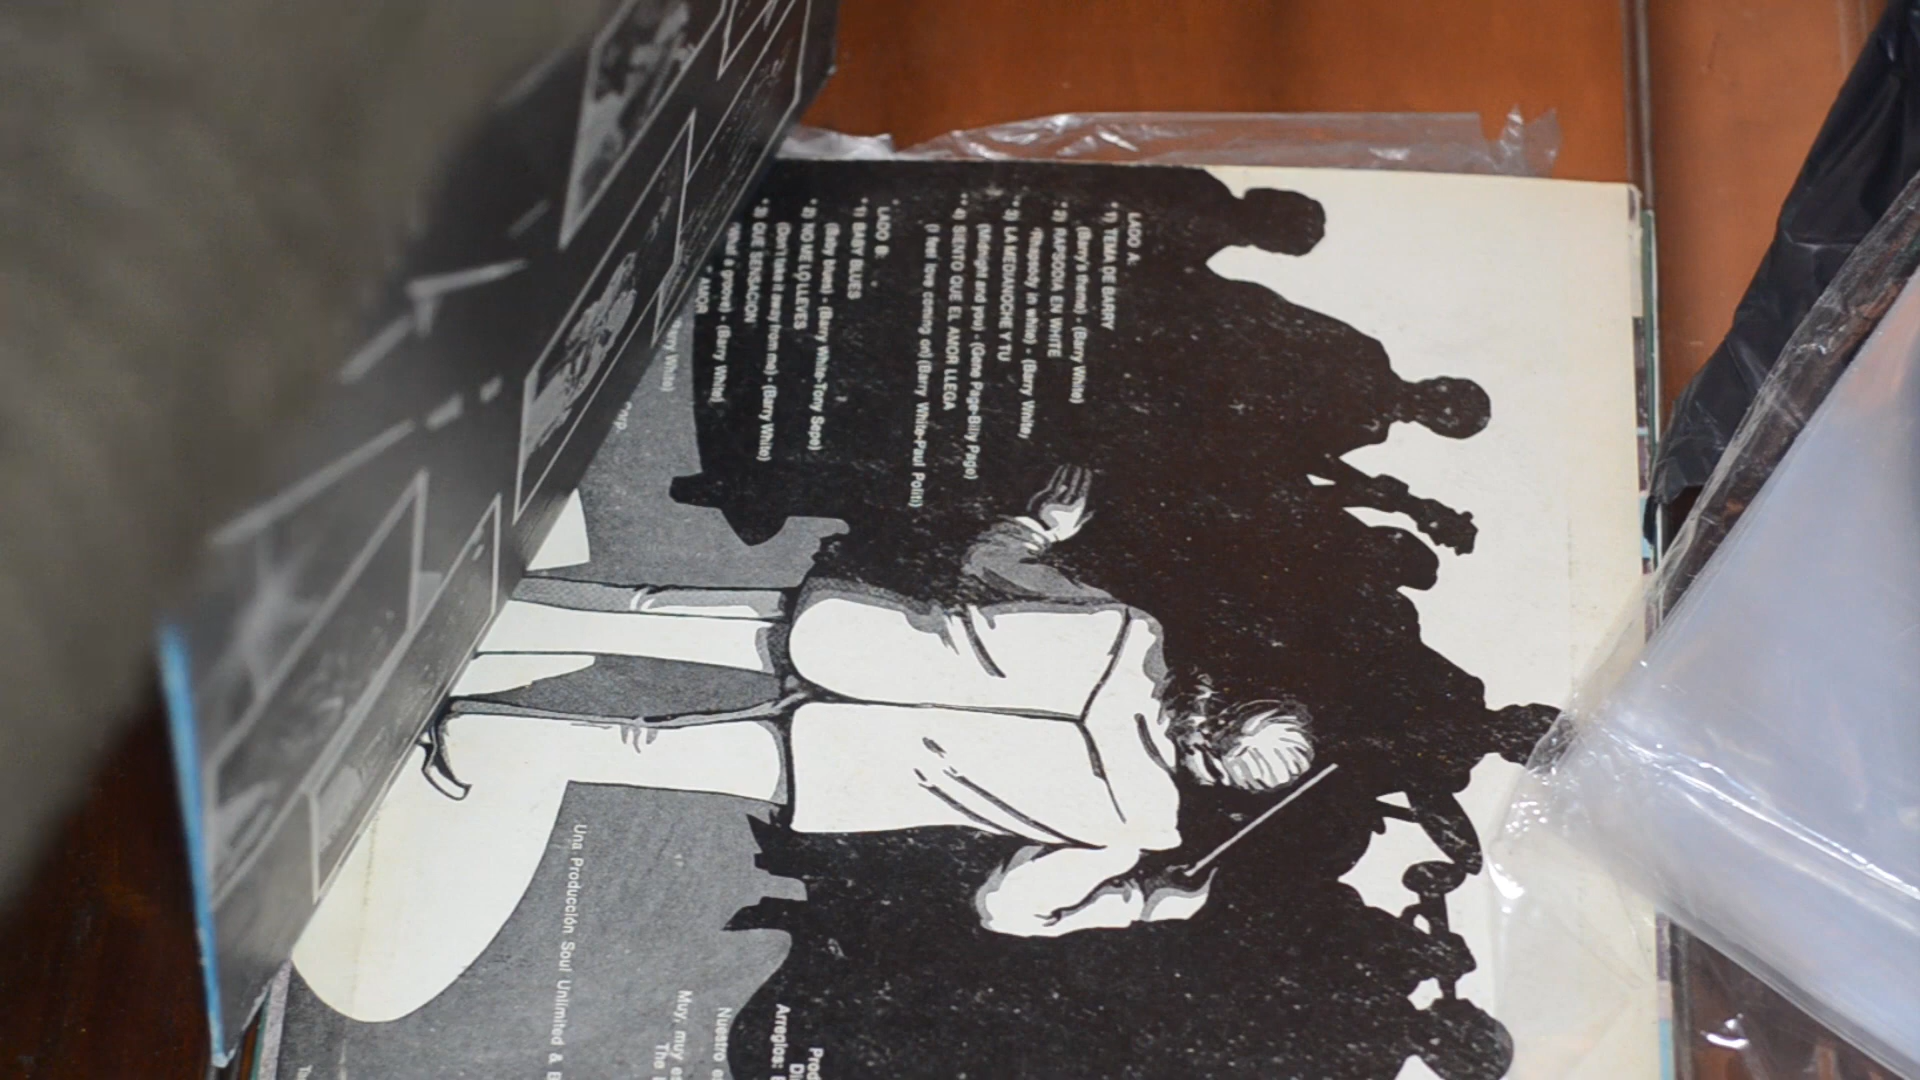 LADO A:
* 1) TEMA DE BARRY
(Barry's theme) - (Barry White)
* 2) RAPSODIA EN WHITE
(Rhapsody in white) - (Barry White)
* 3) LA MEDIANOCHE Y TU
(Midnight and you) - (Gene Page-Billy Page)
* 4) SIENTO QUE EL AMOR LLEGA
(I feel love coming on) (Barry White-Paul Politi)
LADO B:
* 1) BABY BLUES
(Baby blues) - (Barry White-Tony Sepe)
* 2) NO ME LO LLEVES
(Don't take it away from me) - (Barry White)
* 3) QUE SENSACION
a groove) - (Barry White)
AMOR
White)
Arreglos:
Nuestro
Muy, muy
The
Una Producción Soul Unlimited &